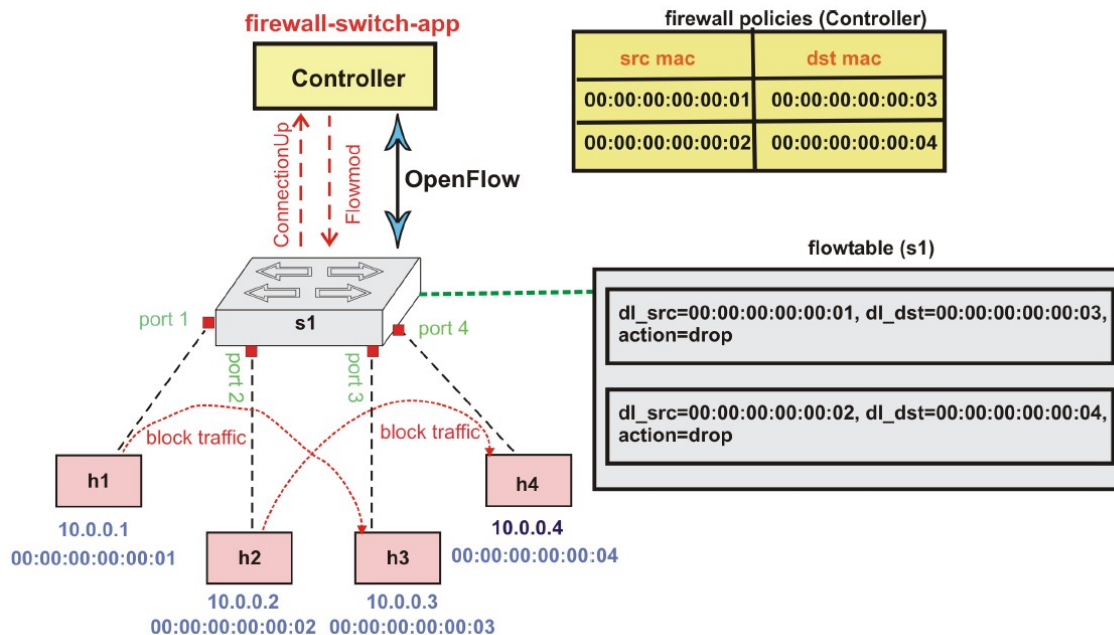 firewall-switch-app
Controller
ConnectionUp
Flowmod
OpenFlow
firewall policies (Controller)
src mac dst mac
00:00:00:00:00:01 00:00:00:00:00:03
00:00:00:00:00:02 00:00:00:00:00:04
flowtable (s1)
dl_src=00:00:00:00:00:01, dl_dst=00:00:00:00:00:03,
action=drop
dl_src=00:00:00:00:00:02, dl_dst=00:00:00:00:00:04,
action=drop
s1
port 1
port 2
port 3
port 4
block traffic
block traffic
h1
10.0.0.1
00:00:00:00:00:01
h2
10.0.0.2
00:00:00:00:00:02
h3
10.0.0.3
00:00:00:00:00:03
h4
10.0.0.4
00:00:00:00:00:04